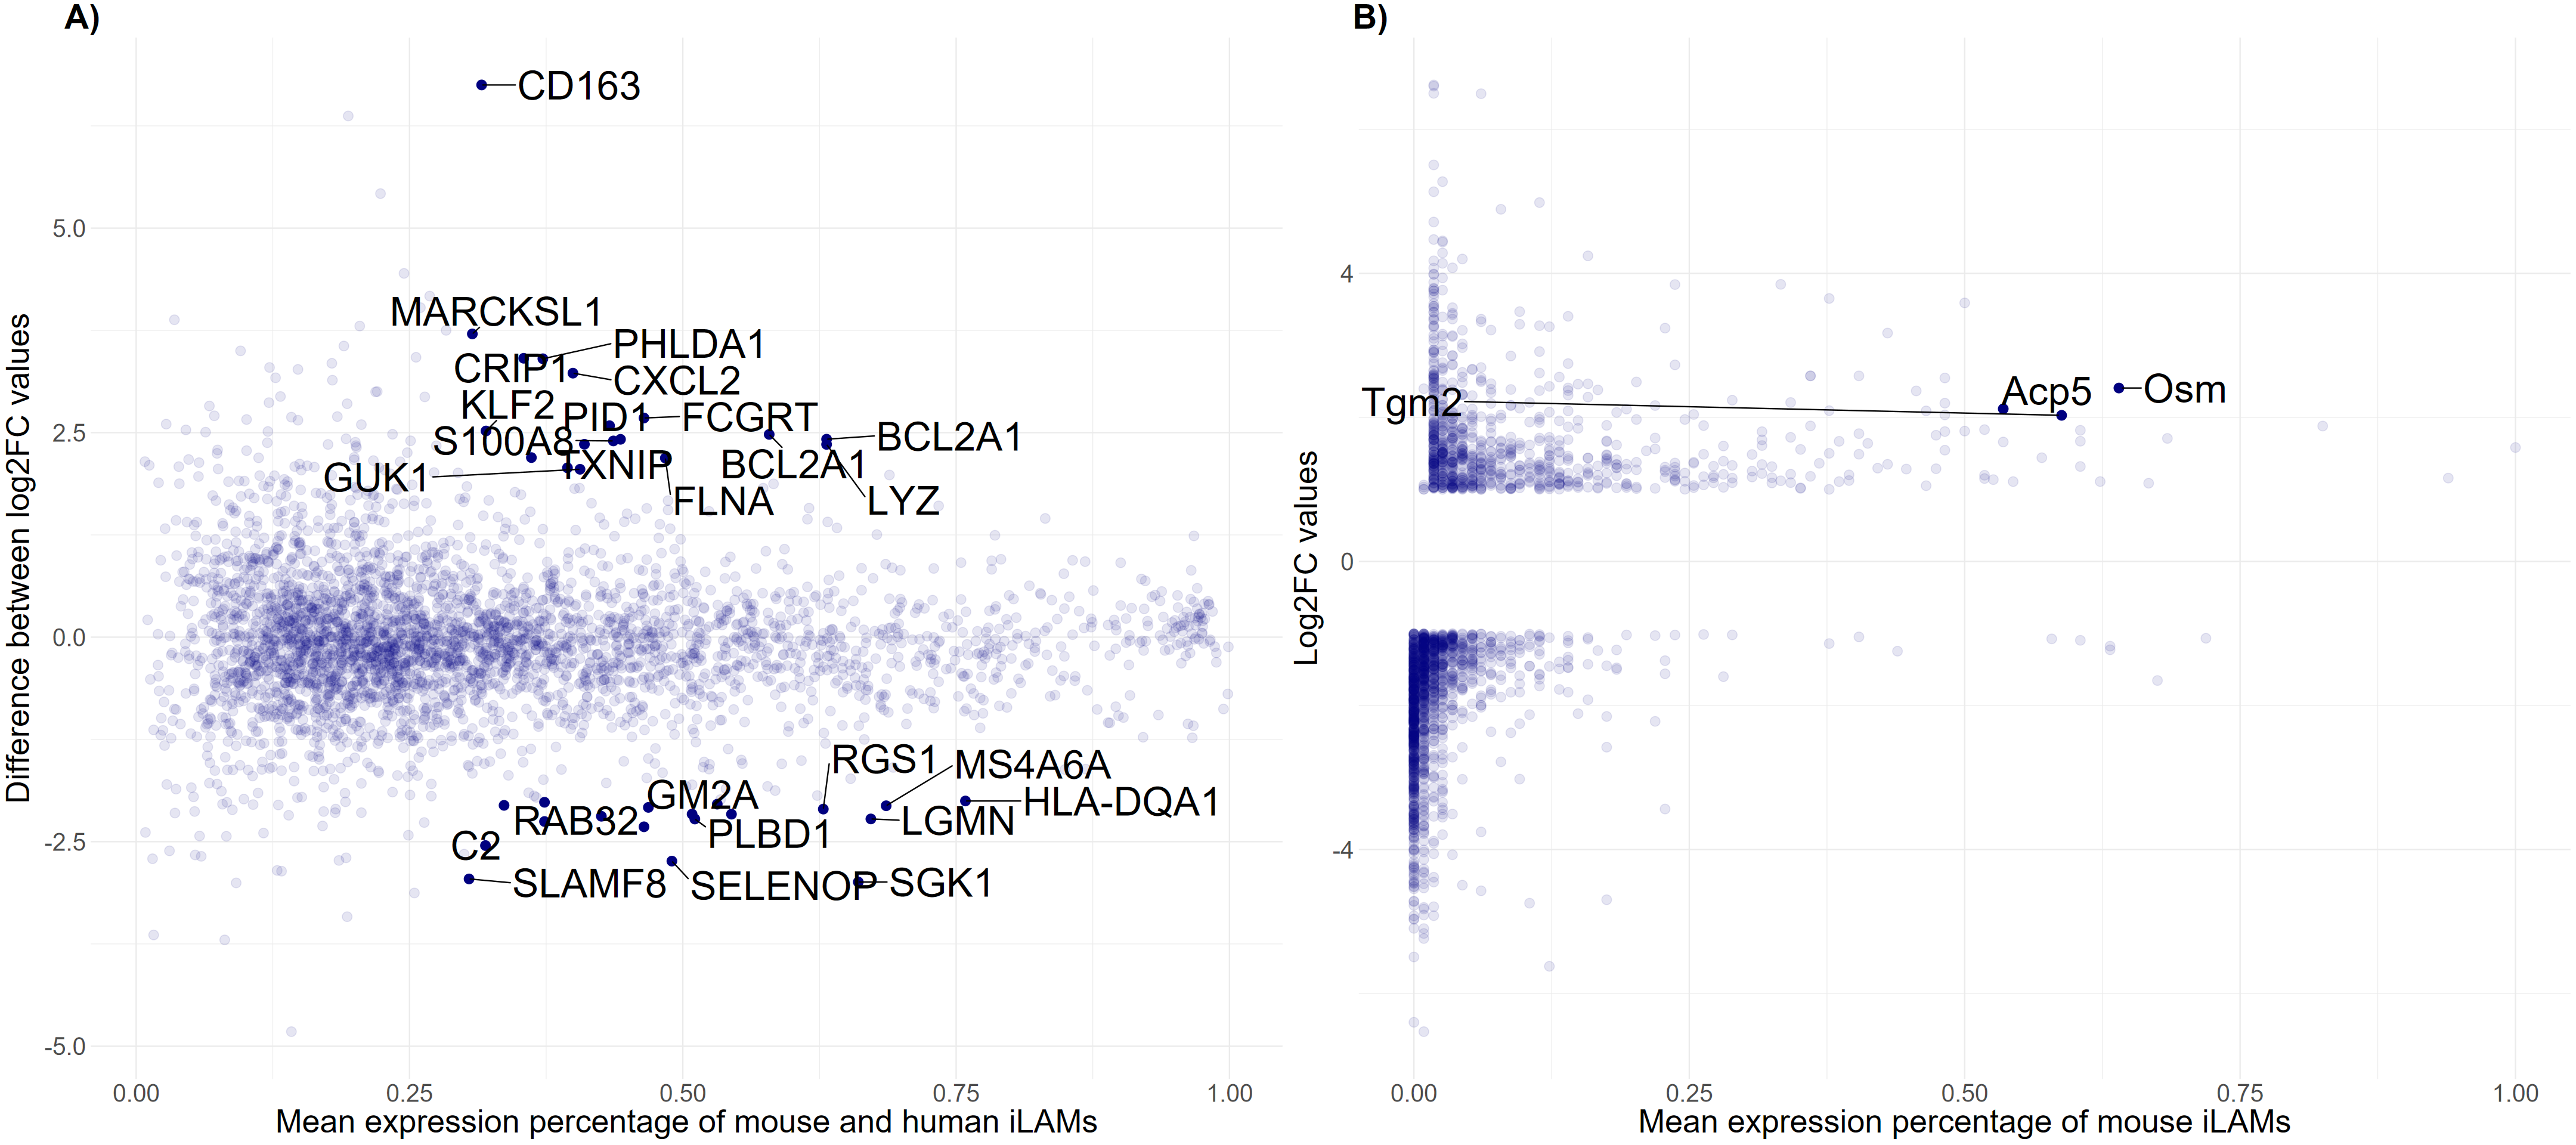 A)
CD163
MARCKSL1
PHLDA1
CRIP1
CXCL2
KLF2
PID1
FCGRT
S100A8
BCL2A1
TXNIP
BCL2A1
GUK1
FLNA
LYZ
RGS1
MS4A6A
GM2A
HLA-DQA1
RAB32
PLBD1
LGMN
C2
SLAMF8
SELENOP
SGK1
5.0
2.5
0.0
-2.5
-5.0
0.00
0.25
0.50
0.75
1.00
Difference between log2FC values
Mean expression percentage of mouse and human iLAMs
B)
Tgm2
Acp5
Osm
4
0
-4
0.00
0.25
0.50
0.75
1.00
Log2FC values
Mean expression percentage of mouse iLAMs